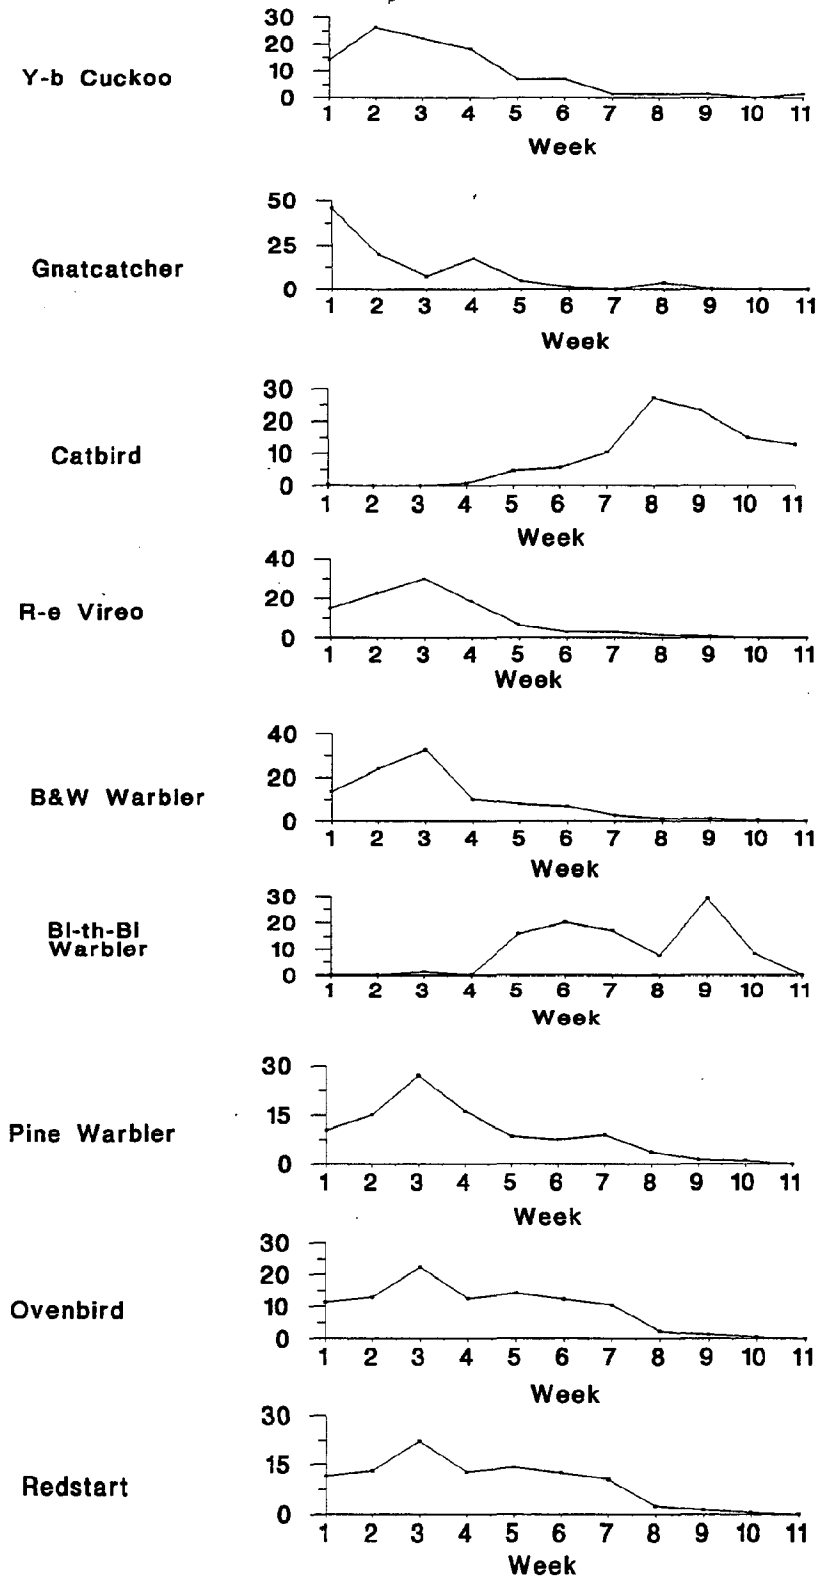 30
20
Y-b Cuckoo
10
0
1 2 3 4 5 6 7 8 9 10 11
Week
50
25
Gnatcatcher
0
1 2 3 4 5 6 7 8 9 10 11
Week
30
20
Catbird
10
0
1 2 3 4 5 6 7 8 9 10 11
Week
40
20
R-e Vireo
0
1 2 3 4 5 6 7 8 9 10 11
Week
40
20
B&W Warbler
0
1 2 3 4 5 6 7 8 9 10 11
Week
30
20
Bl-th-Bl
Warbler
10
0
1 2 3 4 5 6 7 8 9 10 11
Week
30
15
Pine Warbler
0
1 2 3 4 5 6 7 8 9 10 11
Week
30
20
Ovenbird
10
0
1 2 3 4 5 6 7 8 9 10 11
Week
30
15
Redstart
0
1 2 3 4 5 6 7 8 9 10 11
Week